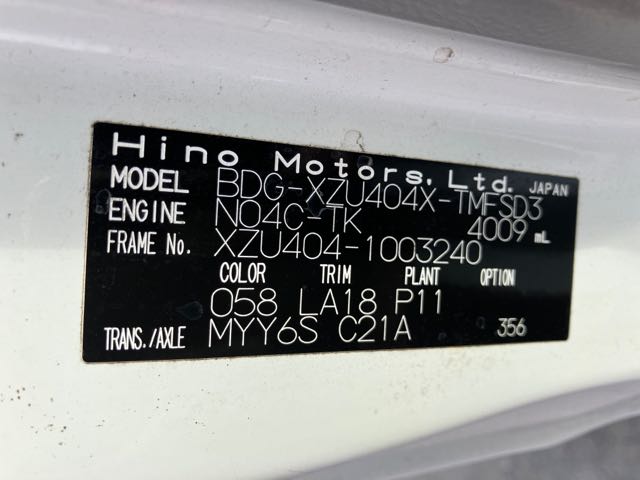 Hino Motors, Ltd. JAPAN
MODEL BDG-XZU404X-TMFSD3
ENGINE N04C-TK 4009 mL
FRAME No. XZU404-1003240
COLOR TRIM PLANT OPTION
058 LA18 P11
TRANS./AXLE MYY6S C21A 356